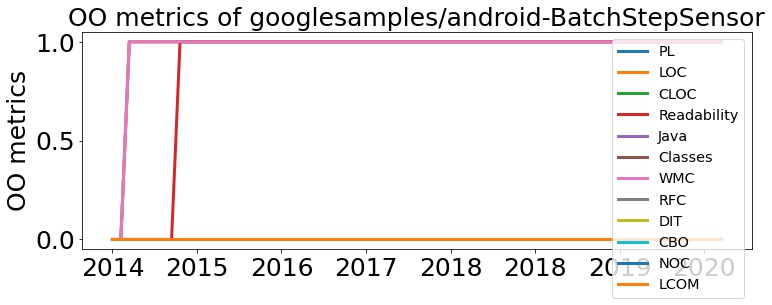 OO metrics of googlesamples/android-BatchStepSensor
OO metrics
1.0
0.5
0.0
2014 2015 2016 2017 2018 2018 2019 2020
PL
LOC
CLOC
Readability
Java
Classes
WMC
RFC
DIT
CBO
NOC
LCOM